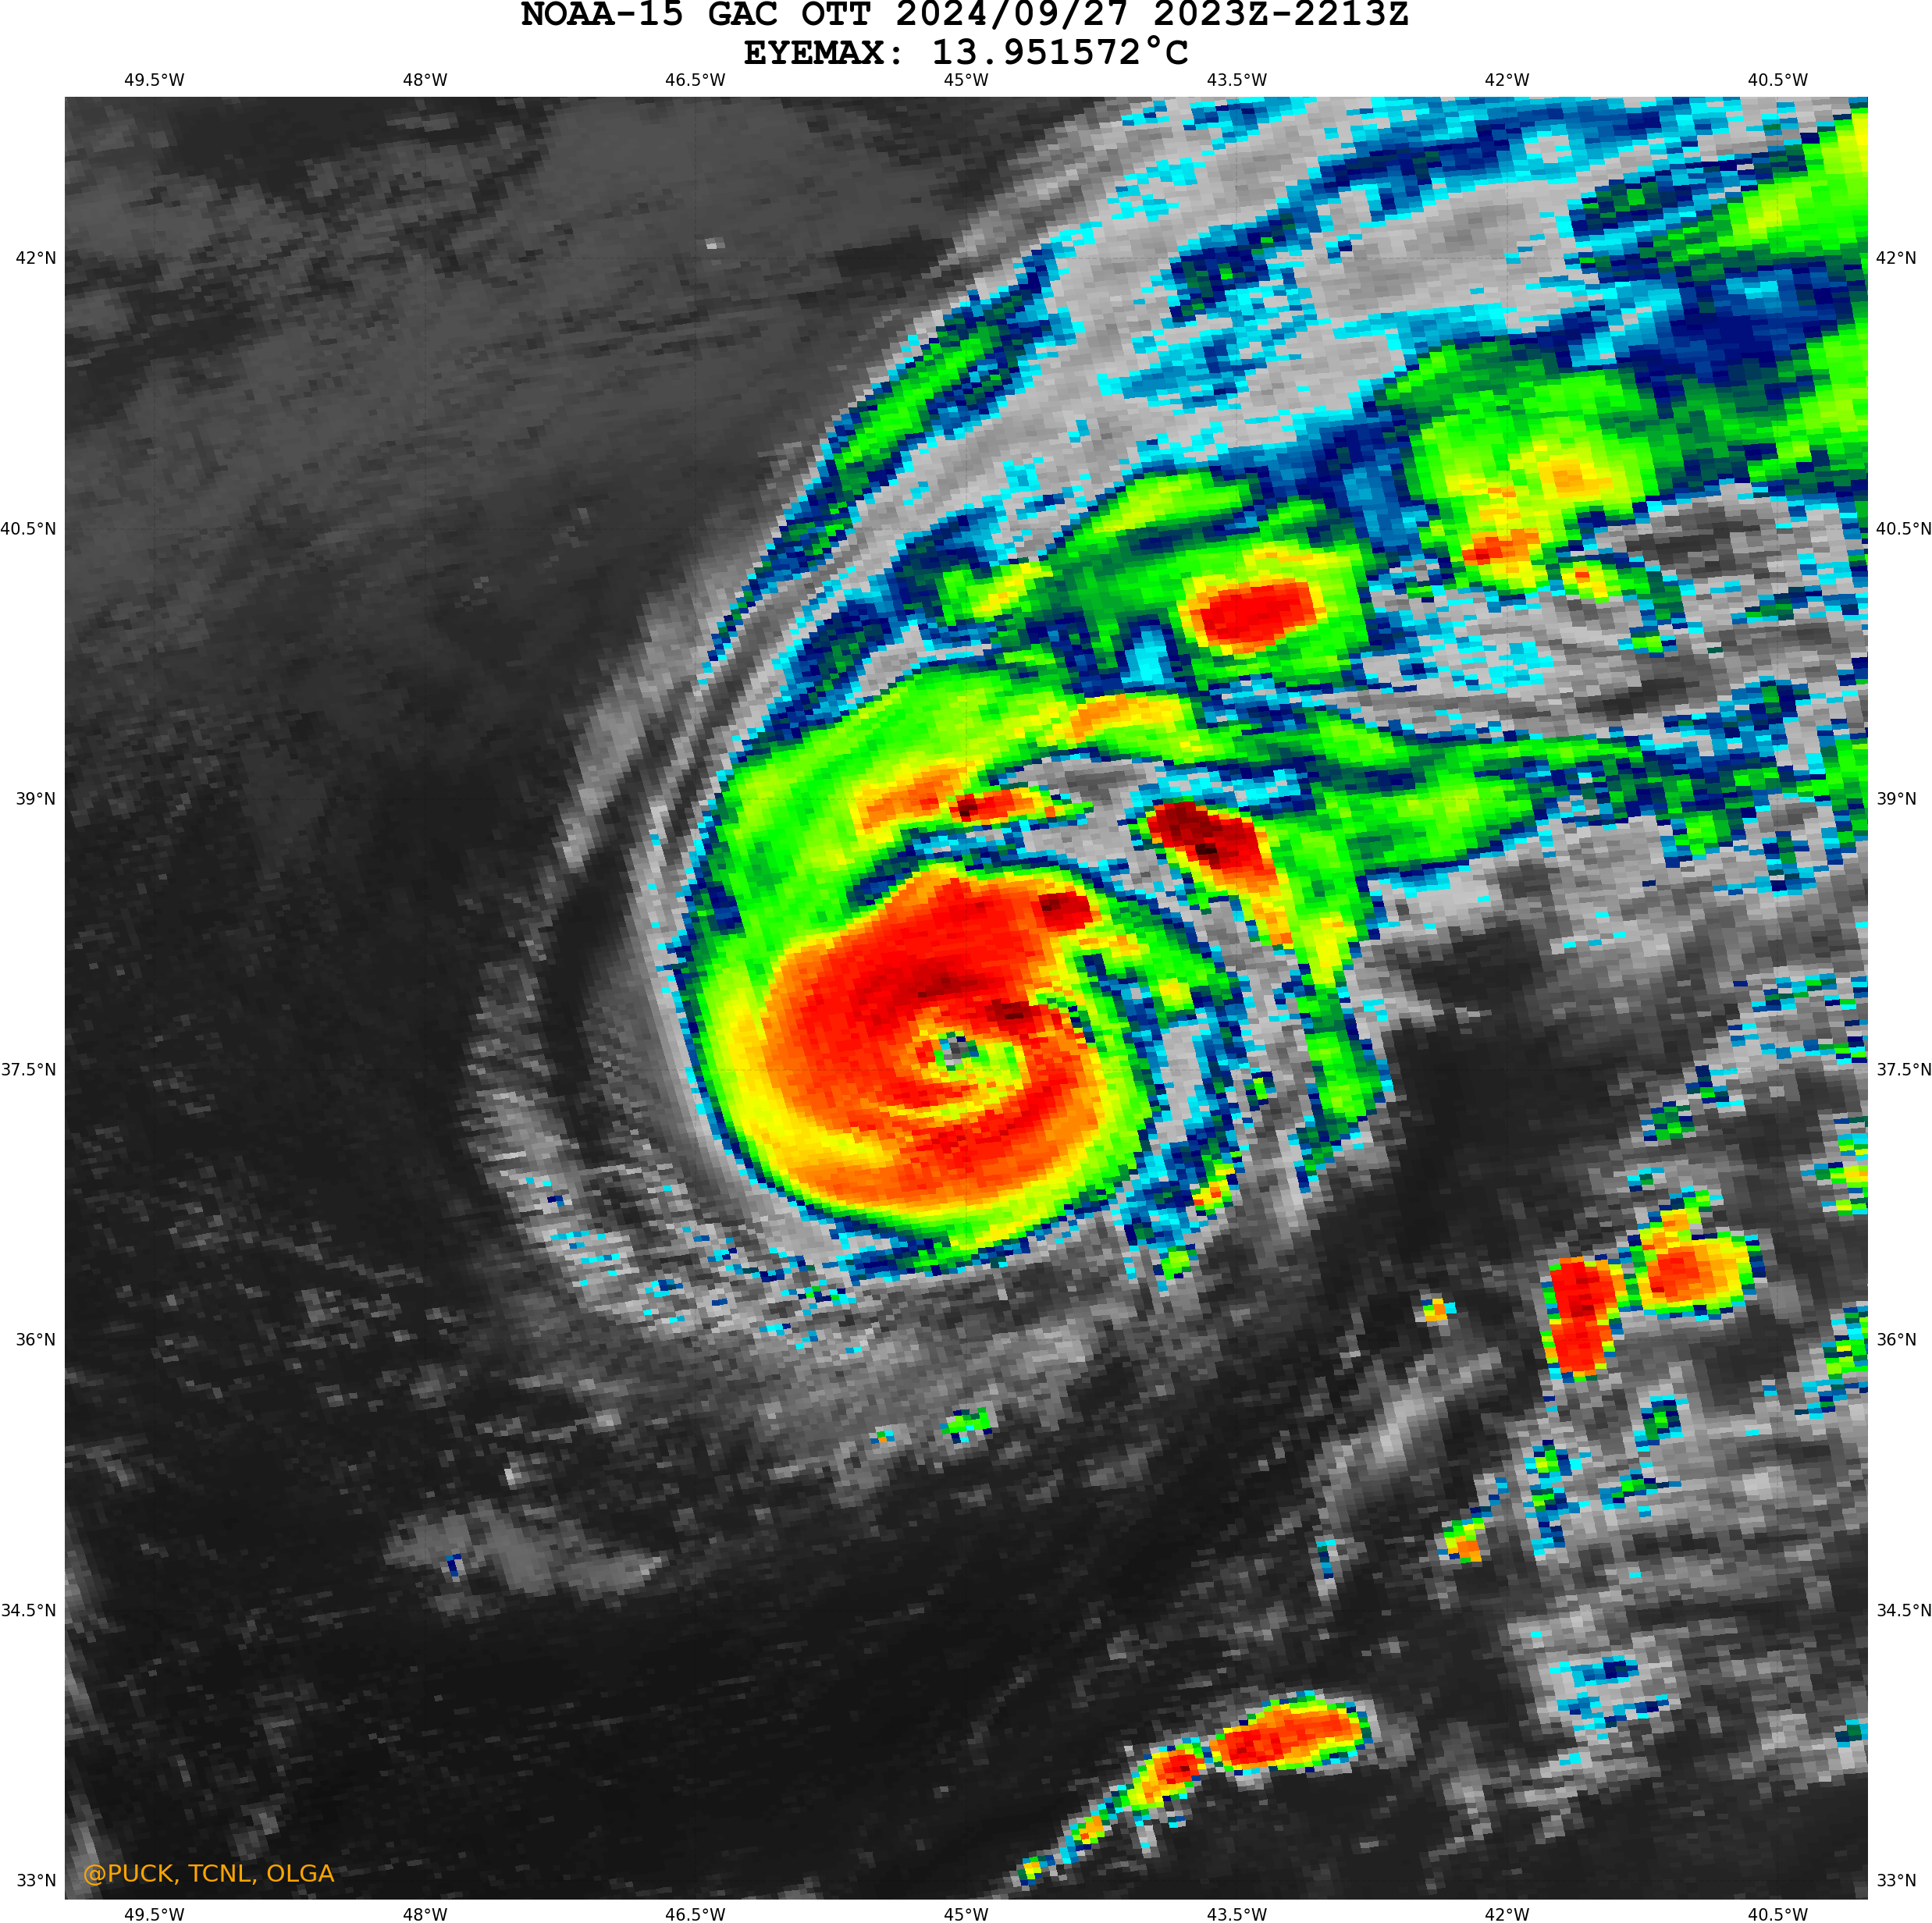 NOAA-15 GAC OTT 2024/09/27 2023Z-2213Z
EYEMAX: 13.951572°C
49.5°W 48°W 46.5°W 45°W 43.5°W 42°W 40.5°W
42°N 42°N
40.5°N 40.5°N
39°N 39°N
37.5°N 37.5°N
36°N 36°N
34.5°N 34.5°N
@PUCK, TCNL, OLGA
33°N 33°N
49.5°W 48°W 46.5°W 45°W 43.5°W 42°W 40.5°W